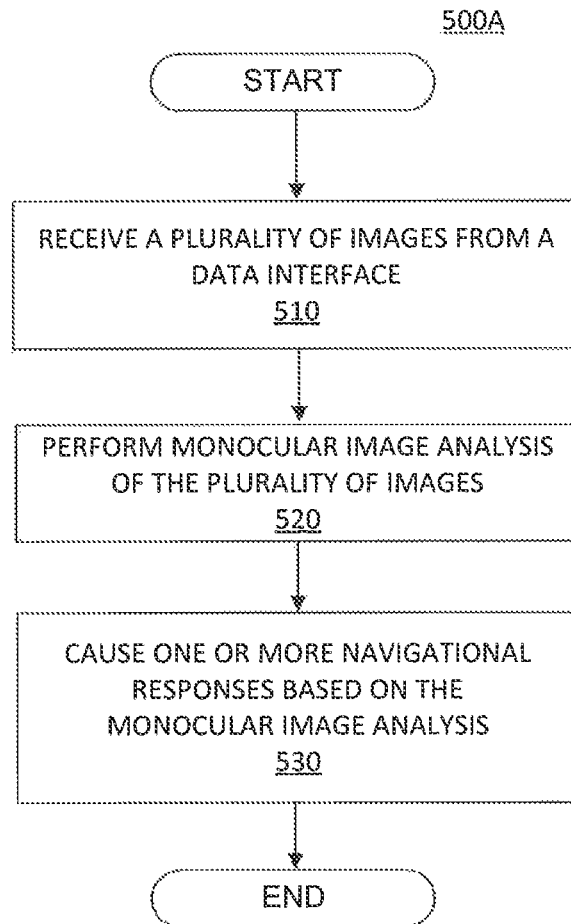 500A
START
RECEIVE A PLURALITY OF IMAGES FROM A
DATA INTERFACE
510
PERFORM MONOCULAR IMAGE ANALYSIS
OF THE PLURALITY OF IMAGES
520
CAUSE ONE OR MORE NAVIGATIONAL
RESPONSES BASED ON THE
MONOCULAR IMAGE ANALYSIS
530
END